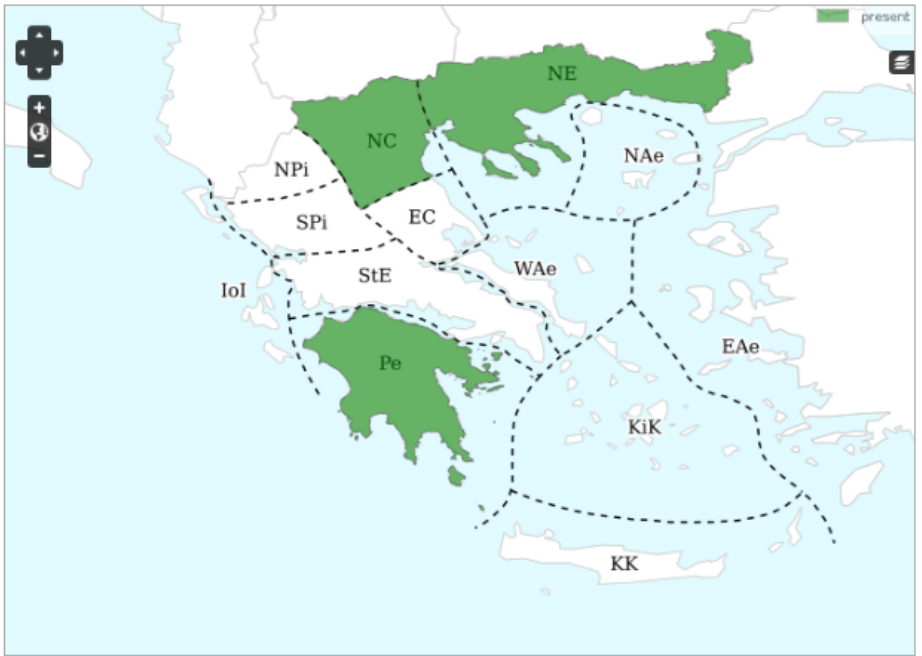 present
NE
NC
NAe
NPi
SPi
EC
WAe
StE
IoI
EAe
Pe
KiK
KK